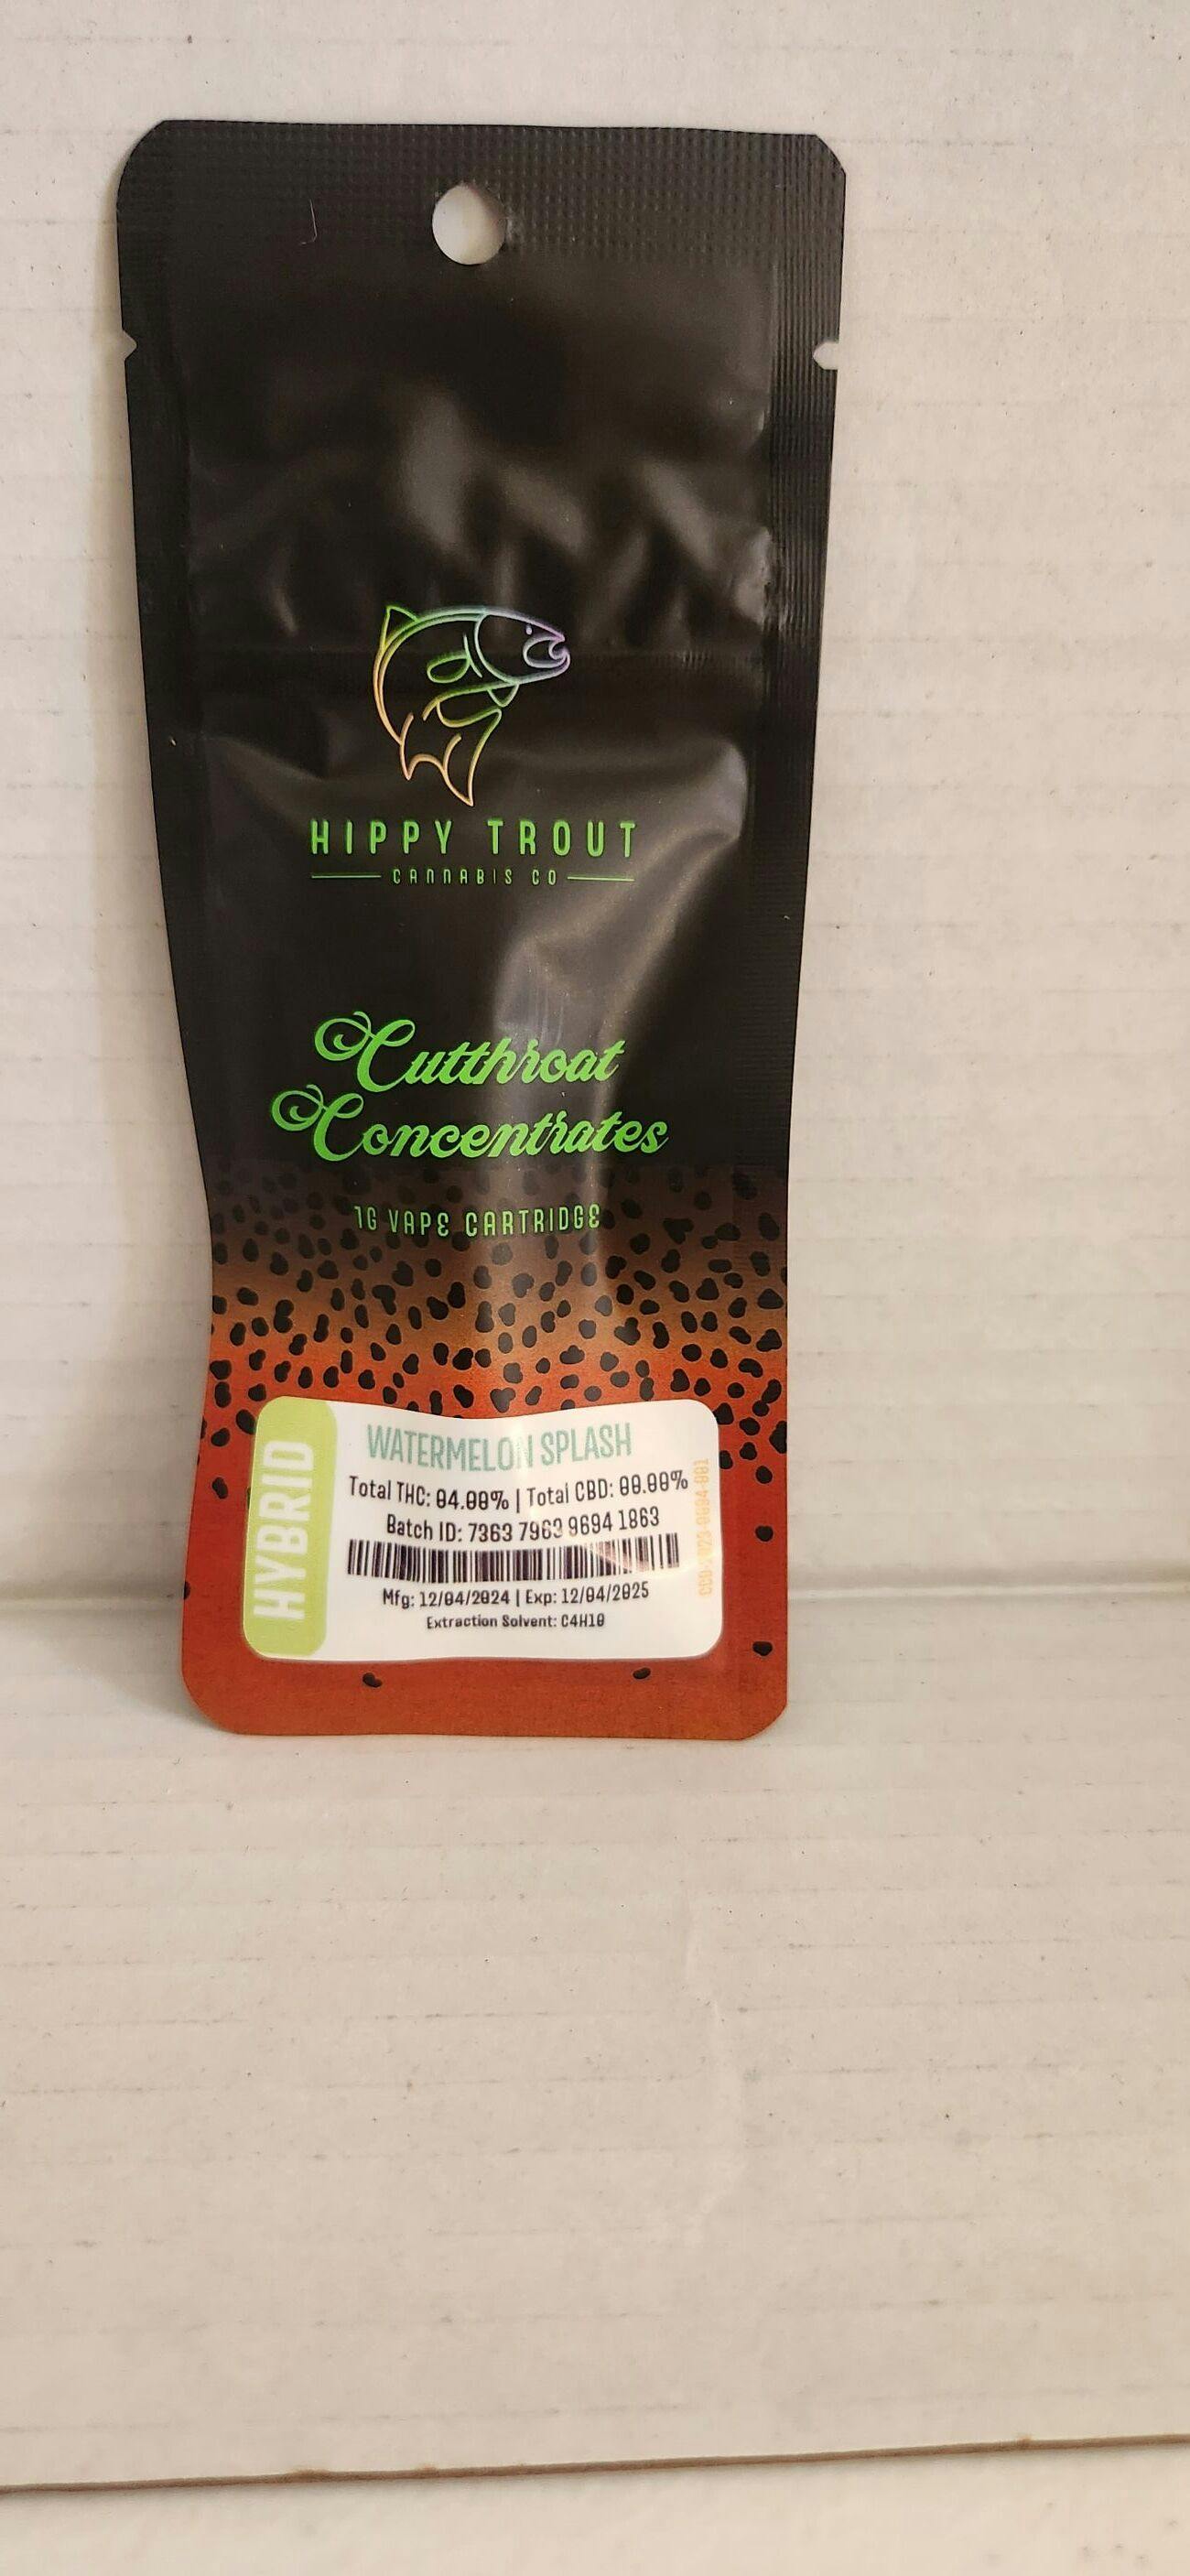 HIPPY TROUT
CANNABIS CO
Cutthroat
Concentrates
1G VAPE CARTRIDGE
HYBRID
WATERMELON SPLASH
Total THC: 04.00% | Total CBD: 00.00%
Batch ID: 7363 7963 9694 1863
Mfg: 12/04/2024 | Exp: 12/04/2025
Extraction Solvent: C4H10